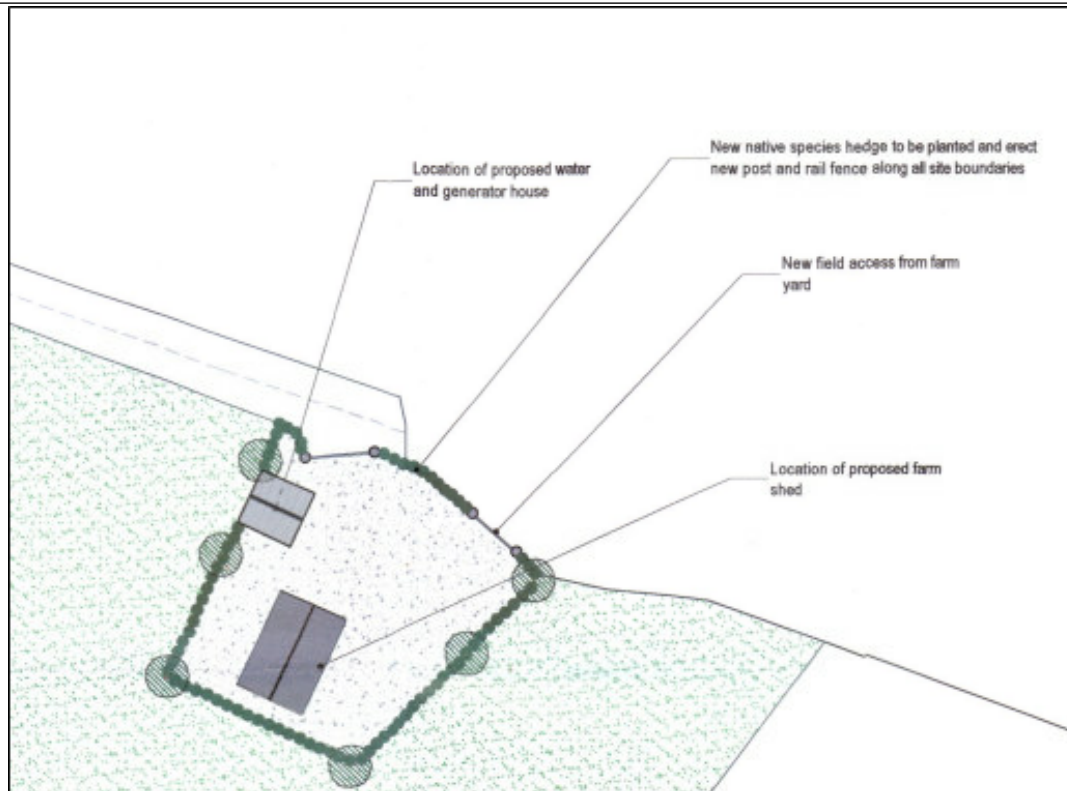 New native species hedge to be planted and erect
new post and rail fence along all site boundaries
Location of proposed water
and generator house
New field access from farm
yard
Location of proposed farm
shed